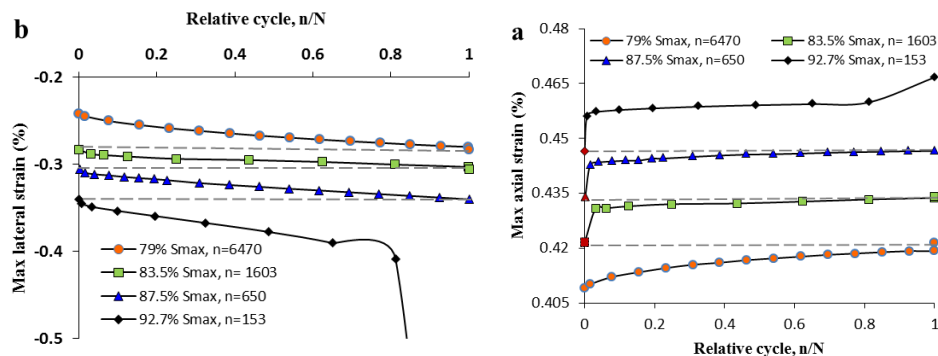 b
Relative cycle, n/N
0 0.2 0.4 0.6 0.8 1
-0.2
-0.3
-0.4
-0.5
Max lateral strain (%)
79% Smax, n=6470
83.5% Smax, n= 1603
87.5% Smax, n=650
92.7% Smax, n=153
a
0.48
0.465
0.45
0.435
0.42
0.405
Max axial strain (%)
79% Smax, n=6470
83.5% Smax, n= 1603
87.5% Smax, n=650
92.7% Smax, n=153
0 0.2 0.4 0.6 0.8 1
Relative cycle, n/N